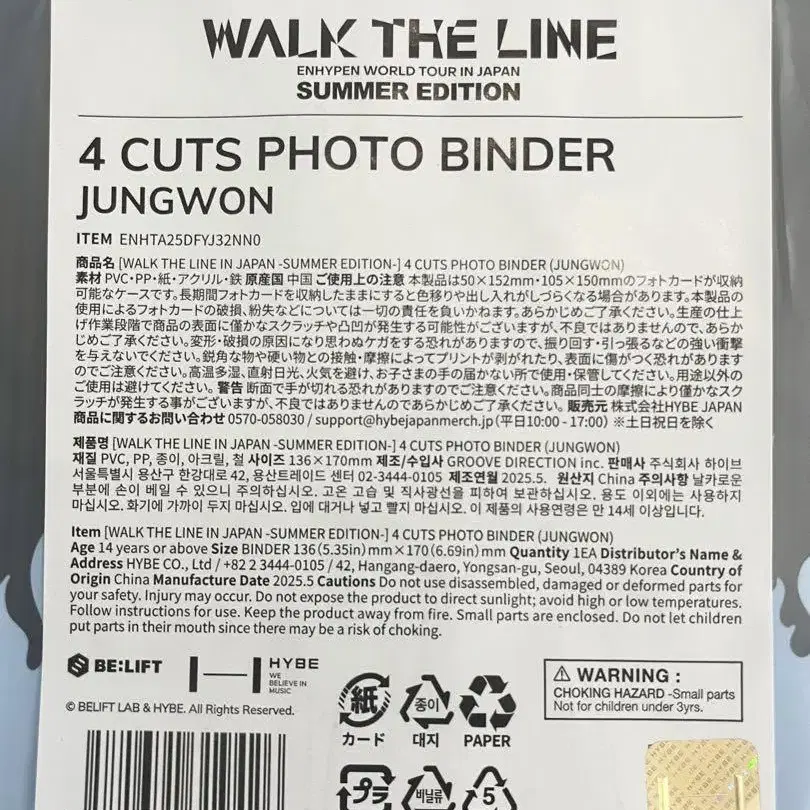 WALK THE LINE
ENHYPEN WORLD TOUR IN JAPAN
SUMMER EDITION
4 CUTS PHOTO BINDER
JUNGWON
ITEM ENHTA25DFYJ32NN0
商品名 [WALK THE LINE IN JAPAN -SUMMER EDITION-] 4 CUTS PHOTO BINDER (JUNGWON)
素材 PVC・PP・紙・アクリル・鉄 原産国 中国 ご使用上の注意 本製品は50×152mm・105×150mmのフォトカードが収納
可能なケースです。長期間フォトカードを収納したままにすると色移りや出し入れがしづらくなる場合があります。本製品の
使用によるフォトカードの破損、紛失などについては一切の責任を負いかねます。あらかじめご了承ください。生産の仕上
げ作業段階で商品の表面に僅かなスクラッチや凸凹が発生する可能性がございますが、不良ではありませんので、あらか
じめご了承ください。変形・破損の原因になり思わぬケガをする恐れがありますので、振り回す・引っ張るなどの強い衝撃
を与えないでください。鋭角な物や硬い物との接触・摩擦によってプリントが剥がれたり、表面に傷がつく恐れがあります
のでご注意ください。高温多湿、直射日光、火気を避け、お子さまの手の届かない所で使用・保管してください。用途以外の
ご使用は避けてください。警告 断面で手が切れる恐れがありますのでご注意ください。商品同士の摩擦により僅かなスク
ラッチが発生する事がございますが、不良ではありませんのであらかじめご了承ください。販売元 株式会社HYBE JAPAN
商品に関するお問い合わせ 0570-058030 / support@hybejapanmerch.jp (平日10:00 - 17:00) ※土日祝日を除く
제품명 [WALK THE LINE IN JAPAN -SUMMER EDITION-] 4 CUTS PHOTO BINDER (JUNGWON)
재질 PVC, PP, 종이, 아크릴, 철 사이즈 136×170mm 제조/수입사 GROOVE DIRECTION inc. 판매사 주식회사 하이브
서울특별시 용산구 한강대로 42, 용산트레이드 센터 02-3444-0105 제조연월 2025.5. 원산지 China 주의사항 날카로운
부분에 손이 베일 수 있으니 주의하십시오. 고온 고습 및 직사광선을 피하여 보관하십시오. 용도 이외에는 사용하지
마십시오. 화기에 가까이 두지 마십시오. 입에 대거나 넣고 빨지 마십시오. 이 제품의 사용연령은 만 14세 이상입니다.
Item [WALK THE LINE IN JAPAN -SUMMER EDITION-] 4 CUTS PHOTO BINDER (JUNGWON)
Age 14 years or above Size BINDER 136 (5.35in) mm×170 (6.69in) mm Quantity 1EA Distributor's Name &
Address HYBE CO., Ltd / +82 2 3444-0105 / 42, Hangang-daero, Yongsan-gu, Seoul, 04389 Korea Country of
Origin China Manufacture Date 2025.5 Cautions Do not use disassembled, damaged or deformed parts for
your safety. Injury may occur. Do not expose the product to direct sunlight; avoid high or low temperatures.
Follow instructions for use. Keep the product away from fire. Small parts are enclosed. Do not let children
put parts in their mouth since there may be a risk of choking.
BE:LIFT
HYBE
WE
BELIEVE IN
MUSIC
© BELIFT LAB & HYBE. All Rights Reserved.
紙
カード
종이
대지
PAPER
WARNING :
CHOKING HAZARD -Small parts
Not for children under 3yrs.
プラ
비닐류
5